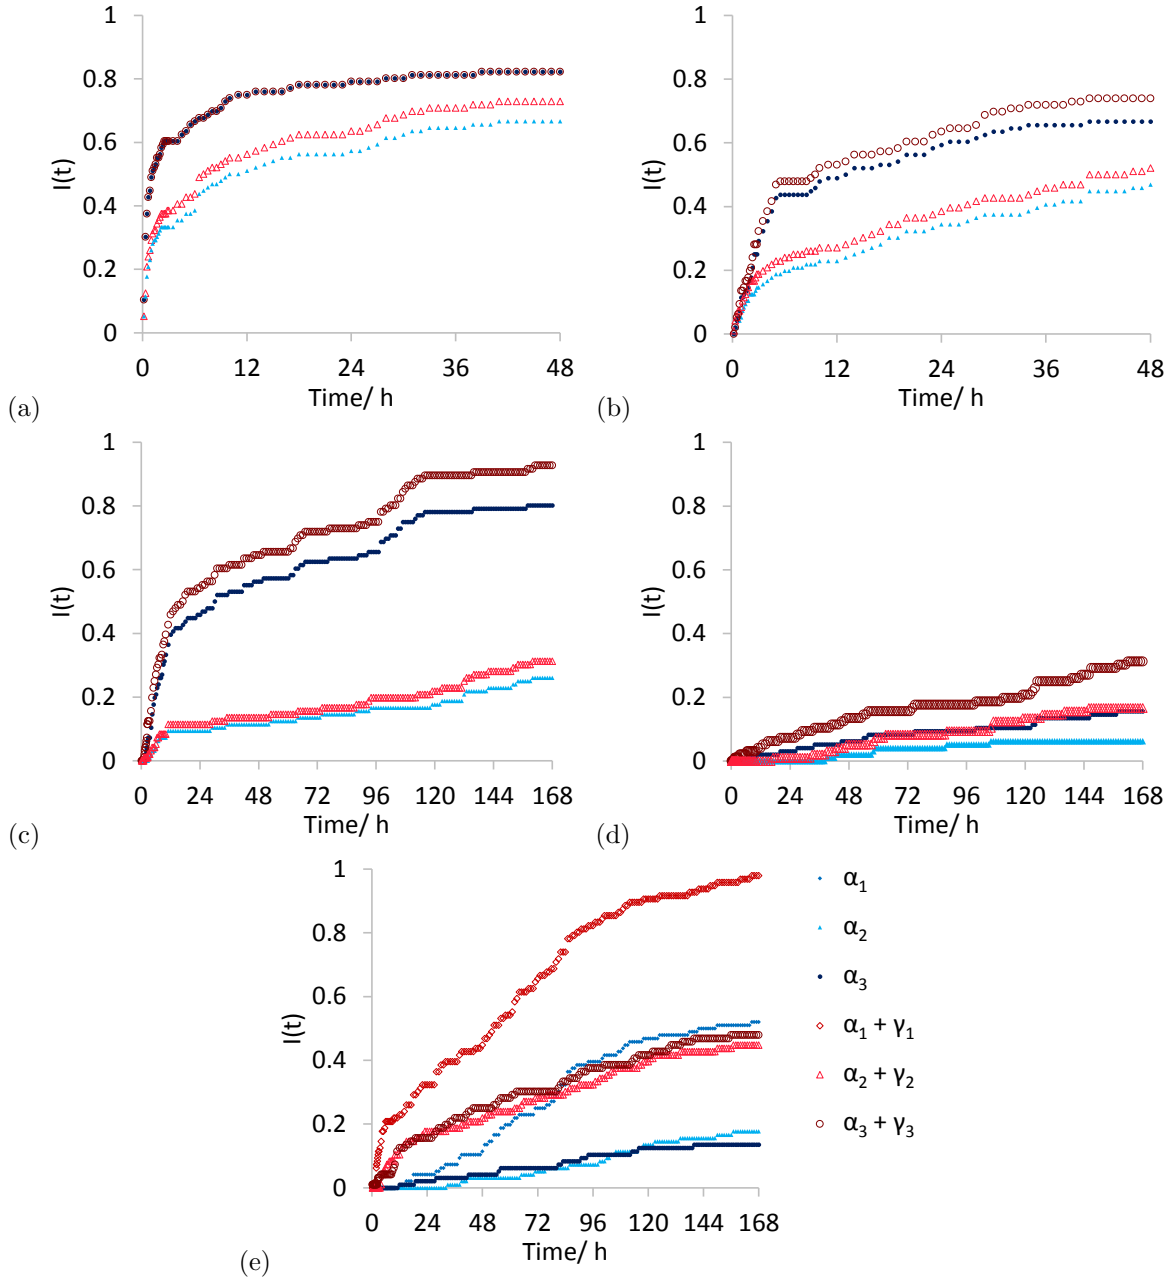 1
0.8
0.6
0.4
0.2
0
I(t)
0 12 24 36 48
Time/ h
(a)
1
0.8
0.6
0.4
0.2
0
I(t)
0 12 24 36 48
Time/ h
(b)
1
0.8
0.6
0.4
0.2
0
I(t)
0 24 48 72 96 120 144 168
Time/ h
(c)
1
0.8
0.6
0.4
0.2
0
I(t)
0 24 48 72 96 120 144 168
Time/ h
(d)
1
0.8
0.6
0.4
0.2
0
I(t)
0 24 48 72 96 120 144 168
Time/ h
(e)
α₁
α₂
α₃
α₁ + γ₁
α₂ + γ₂
α₃ + γ₃